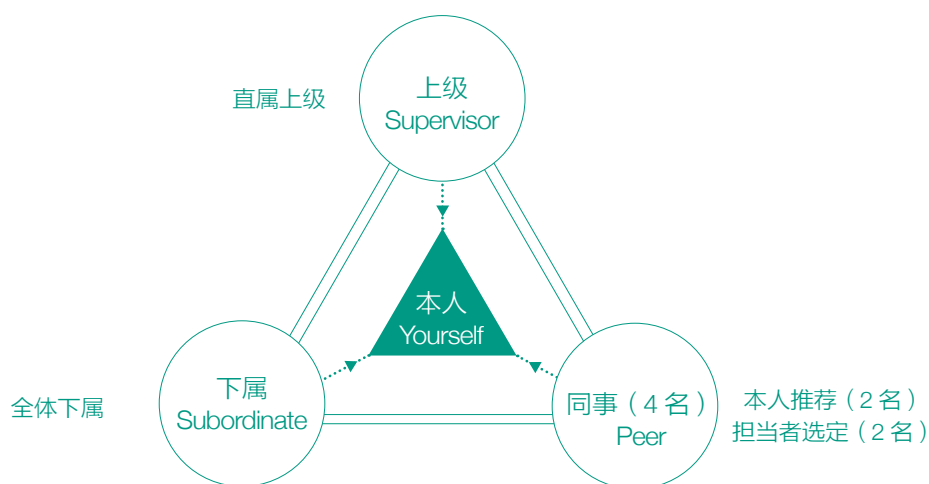 直属上级
上级
Supervisor
本人
Yourself
全体下属
下属
Subordinate
同事（4 名）
Peer
本人推荐（2 名）
担当者选定（2 名）